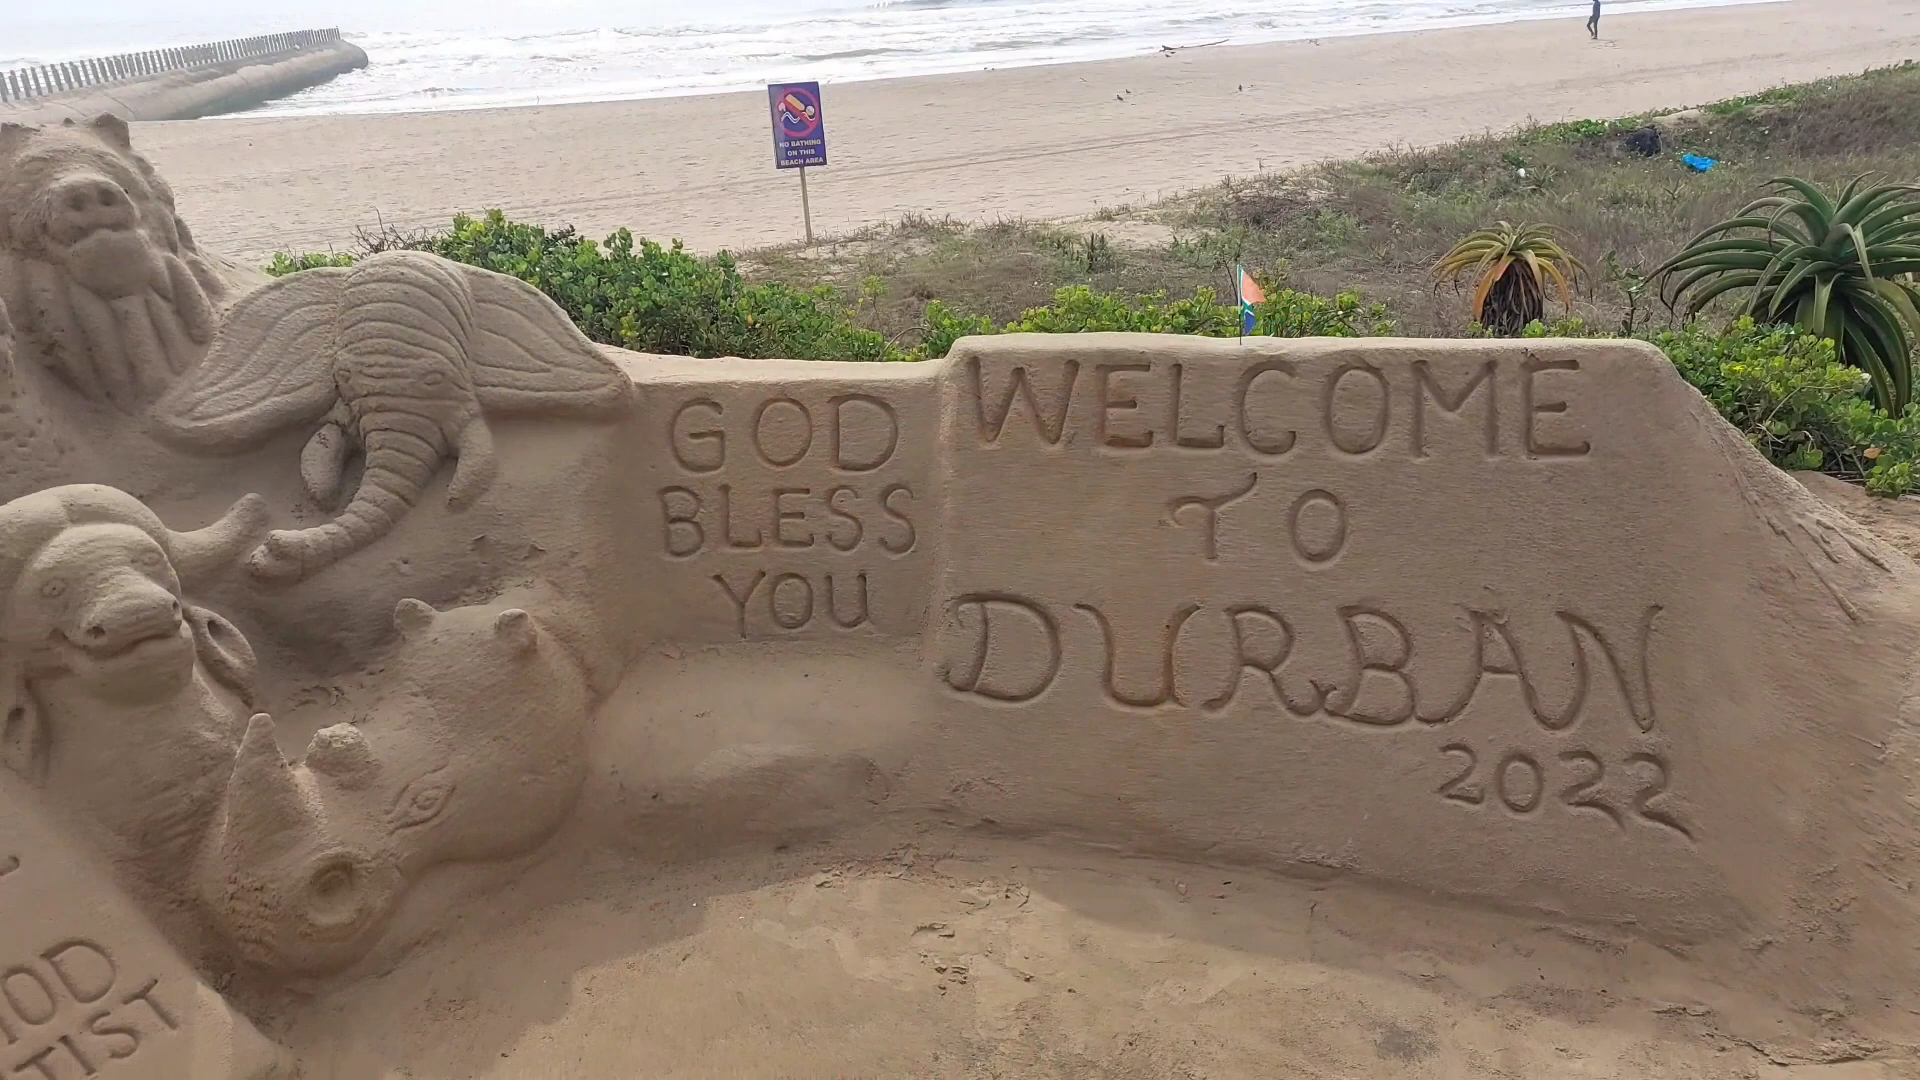 NO BATHING
ON THIS
BEACH AREA
GOD
BLESS
YOU
WELCOME
TO
DURBAN
2022